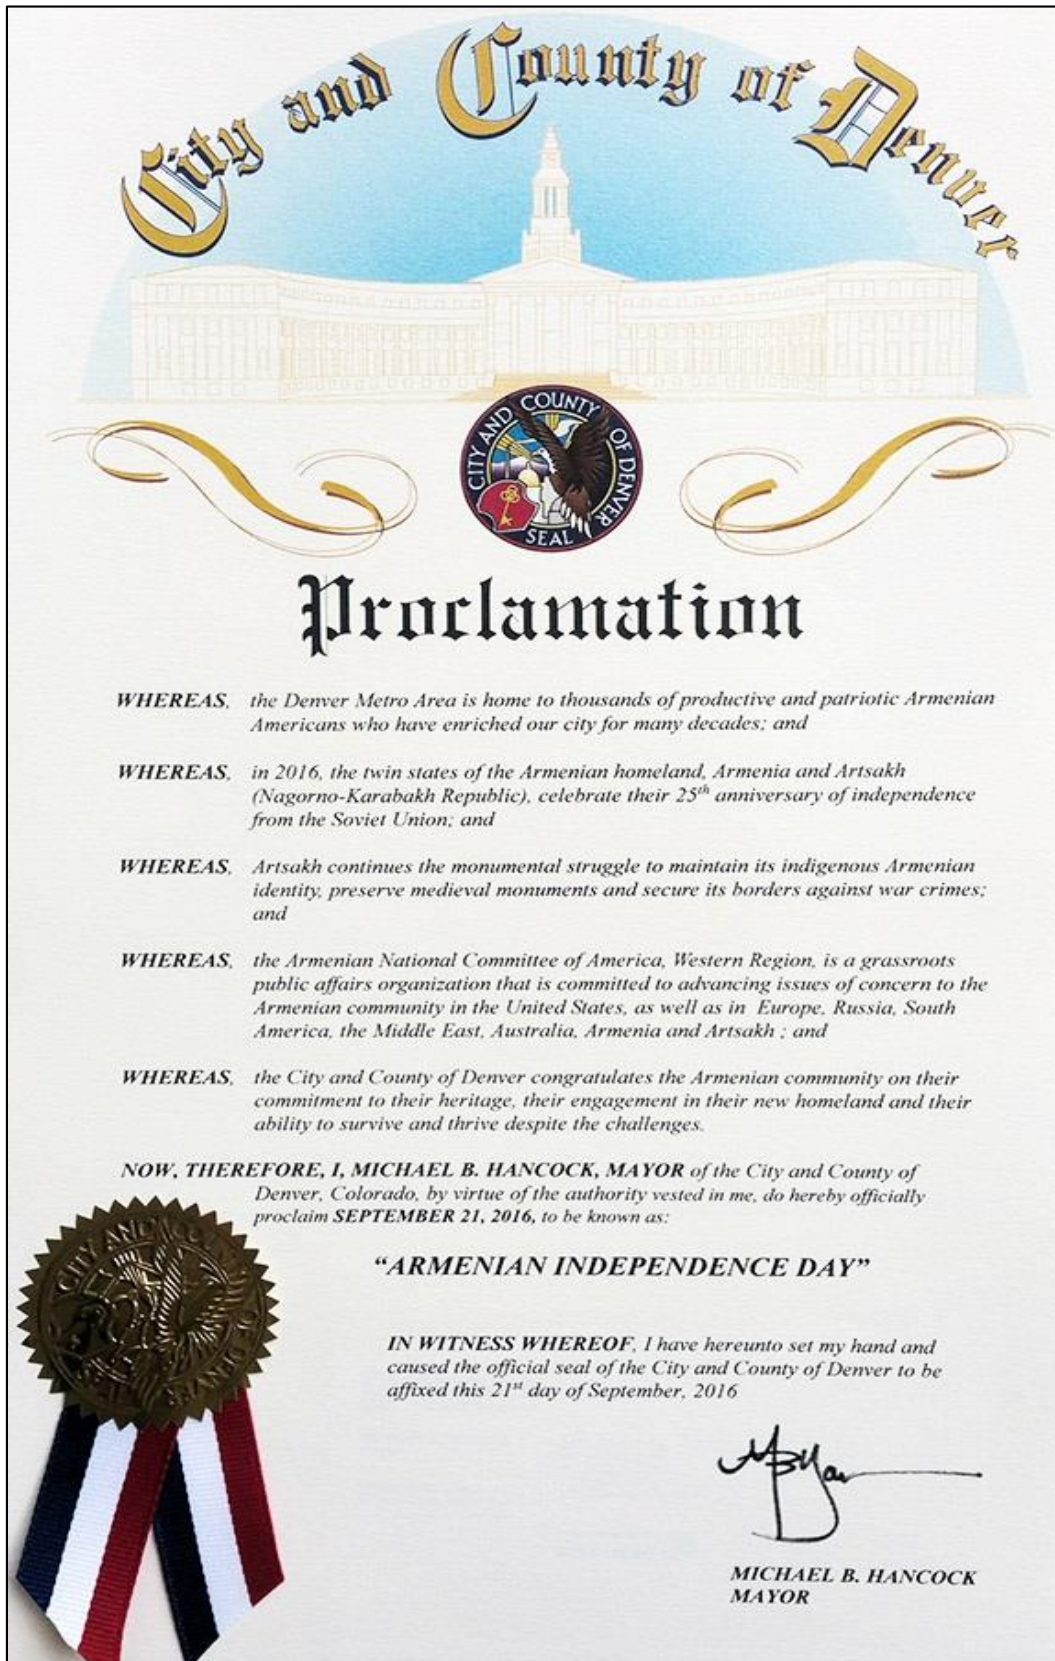 City and County of Denver
CITY AND COUNTY OF DENVER
SEAL
Proclamation
WHEREAS, the Denver Metro Area is home to thousands of productive and patriotic Armenian
Americans who have enriched our city for many decades; and
WHEREAS, in 2016, the twin states of the Armenian homeland, Armenia and Artsakh
(Nagorno-Karabakh Republic), celebrate their 25th anniversary of independence
from the Soviet Union; and
WHEREAS, Artsakh continues the monumental struggle to maintain its indigenous Armenian
identity, preserve medieval monuments and secure its borders against war crimes;
and
WHEREAS, the Armenian National Committee of America, Western Region, is a grassroots
public affairs organization that is committed to advancing issues of concern to the
Armenian community in the United States, as well as in Europe, Russia, South
America, the Middle East, Australia, Armenia and Artsakh ; and
WHEREAS, the City and County of Denver congratulates the Armenian community on their
commitment to their heritage, their engagement in their new homeland and their
ability to survive and thrive despite the challenges.
NOW, THEREFORE, I, MICHAEL B. HANCOCK, MAYOR of the City and County of
Denver, Colorado, by virtue of the authority vested in me, do hereby officially
proclaim SEPTEMBER 21, 2016, to be known as:
“ARMENIAN INDEPENDENCE DAY”
IN WITNESS WHEREOF, I have hereunto set my hand and
caused the official seal of the City and County of Denver to be
affixed this 21st day of September, 2016
MICHAEL B. HANCOCK
MAYOR
CITY AND